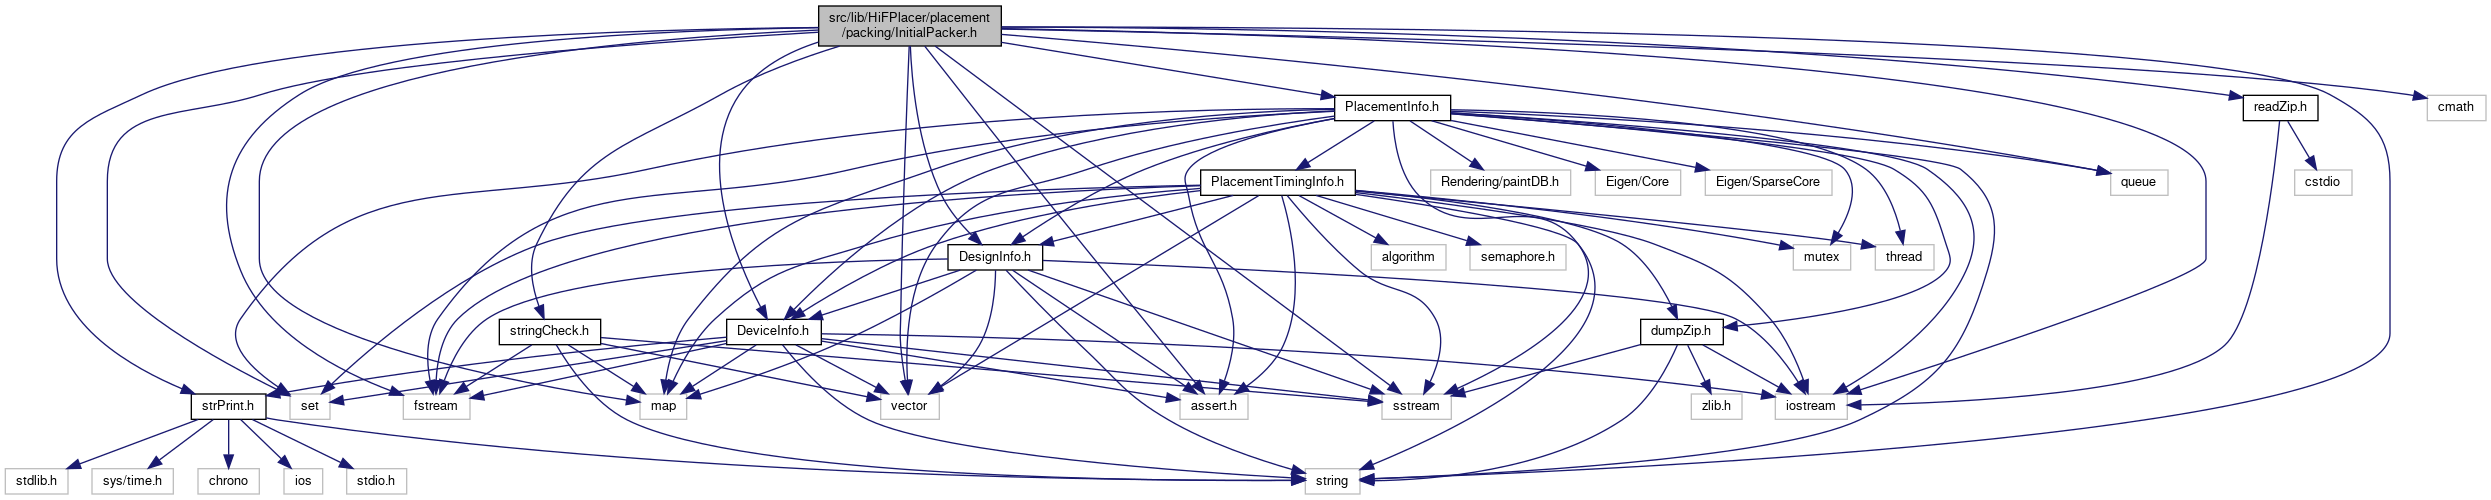 src/lib/HiFPlacer/placement
/packing/InitialPacker.h
PlacementInfo.h
readZip.h
cmath
PlacementTimingInfo.h
Rendering/paintDB.h
Eigen/Core
Eigen/SparseCore
queue
cstdio
DesignInfo.h
algorithm
semaphore.h
mutex
thread
stringCheck.h
DeviceInfo.h
dumpZip.h
strPrint.h
set
fstream
map
vector
assert.h
sstream
zlib.h
iostream
stdlib.h
sys/time.h
chrono
ios
stdio.h
string